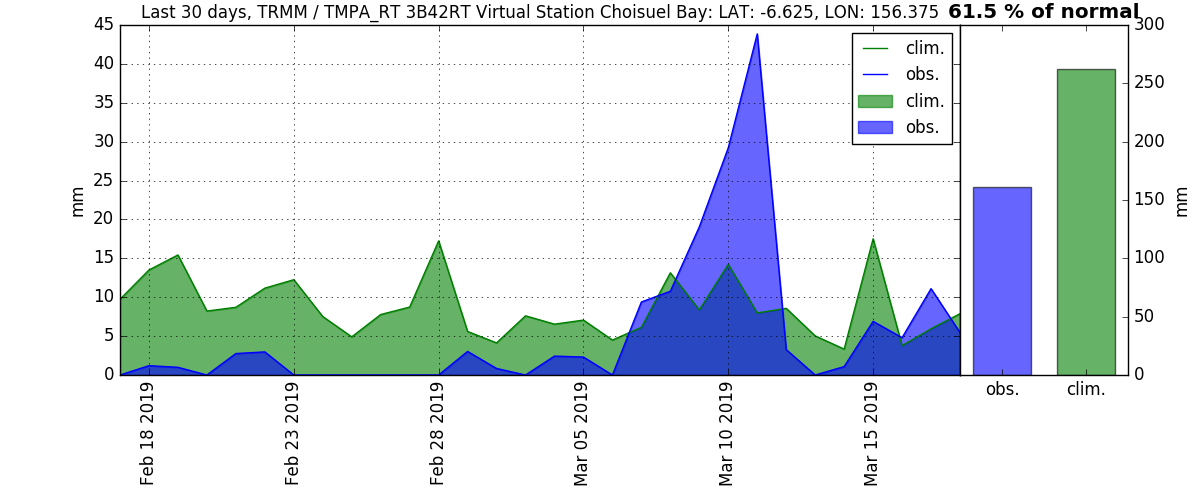 Last 30 days, TRMM / TMPA_RT 3B42RT Virtual Station Choisuel Bay: LAT: -6.625, LON: 156.375
61.5 % of normal
45
40
35
30
25
20
15
10
5
0
mm
clim.
obs.
clim.
obs.
Feb 18 2019
Feb 23 2019
Feb 28 2019
Mar 05 2019
Mar 10 2019
Mar 15 2019
300
250
200
150
100
50
0
mm
obs.
clim.